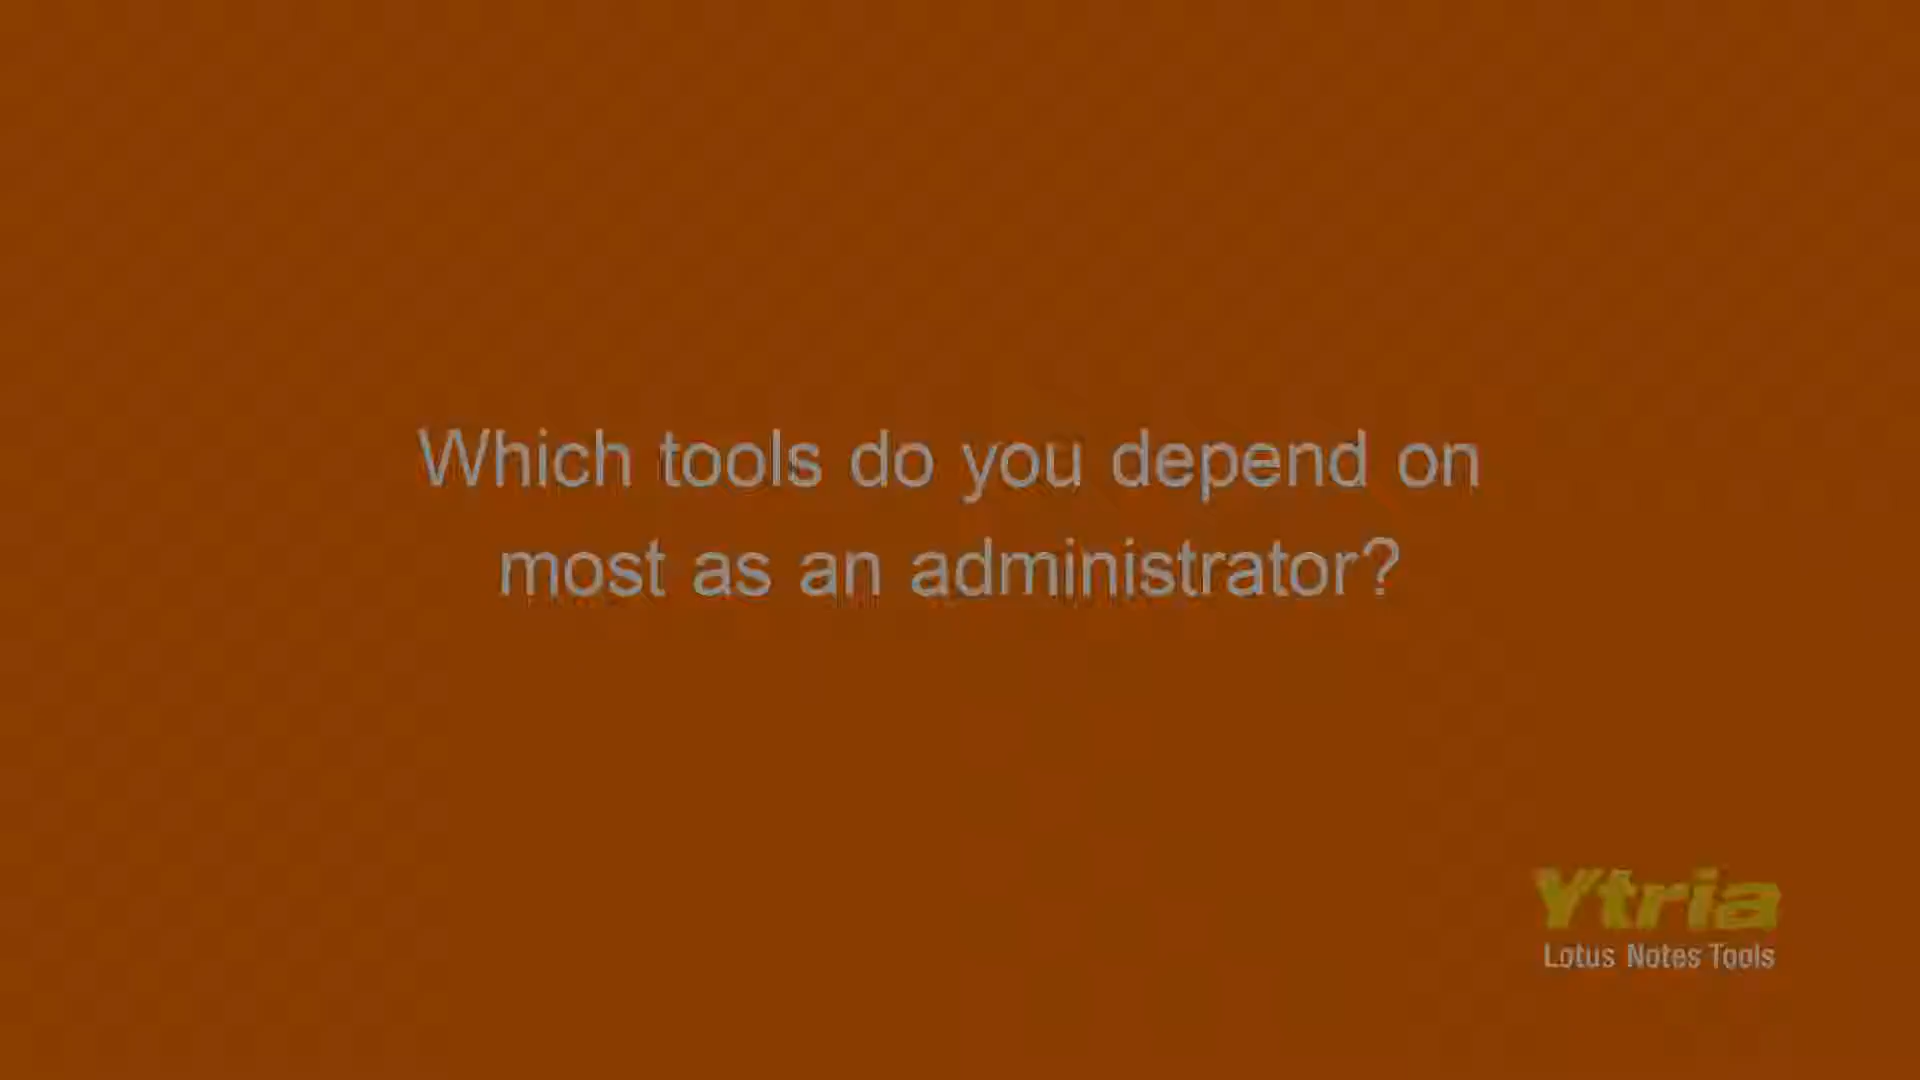 Which tools do you depend on
most as an administrator?
Ytria
Lotus Notes Tools